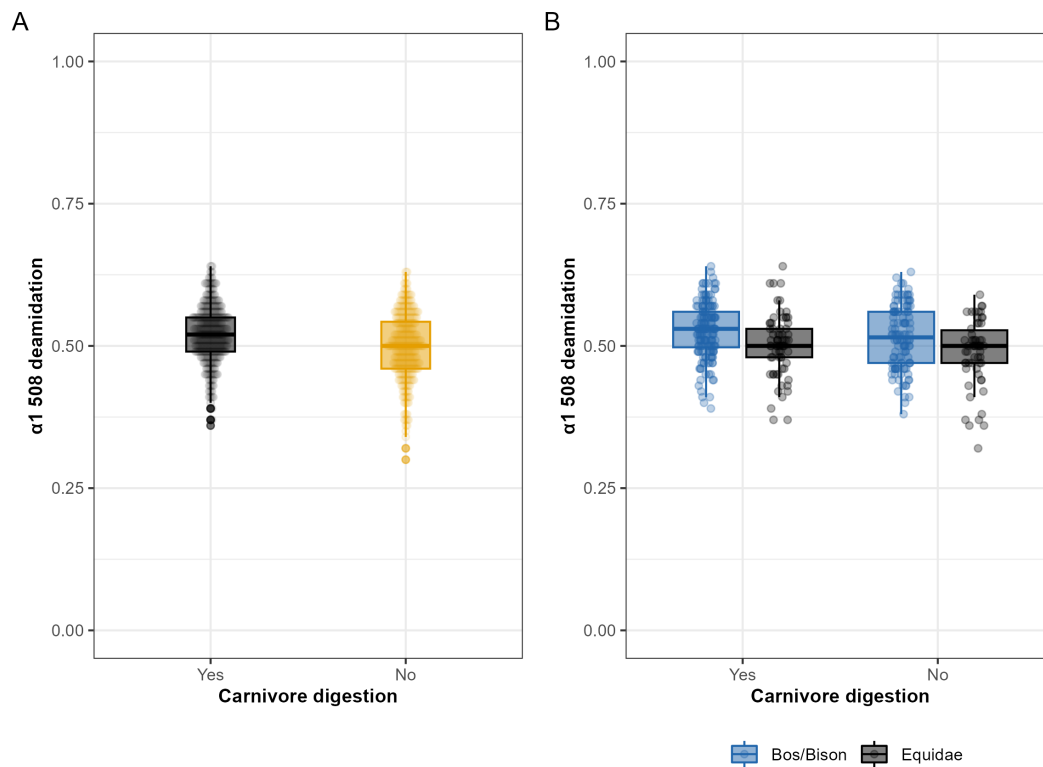 A
α1 508 deamidation
1.00
0.75
0.50
0.25
0.00
Yes
No
Carnivore digestion
B
α1 508 deamidation
1.00
0.75
0.50
0.25
0.00
Yes
No
Carnivore digestion
Bos/Bison
Equidae